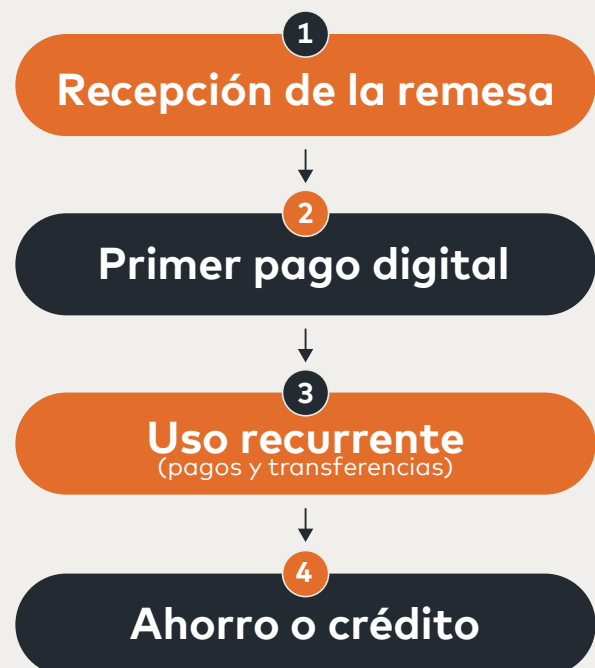 1
Recepción de la remesa
2
Primer pago digital
3
Uso recurrente
(pagos y transferencias)
4
Ahorro o crédito